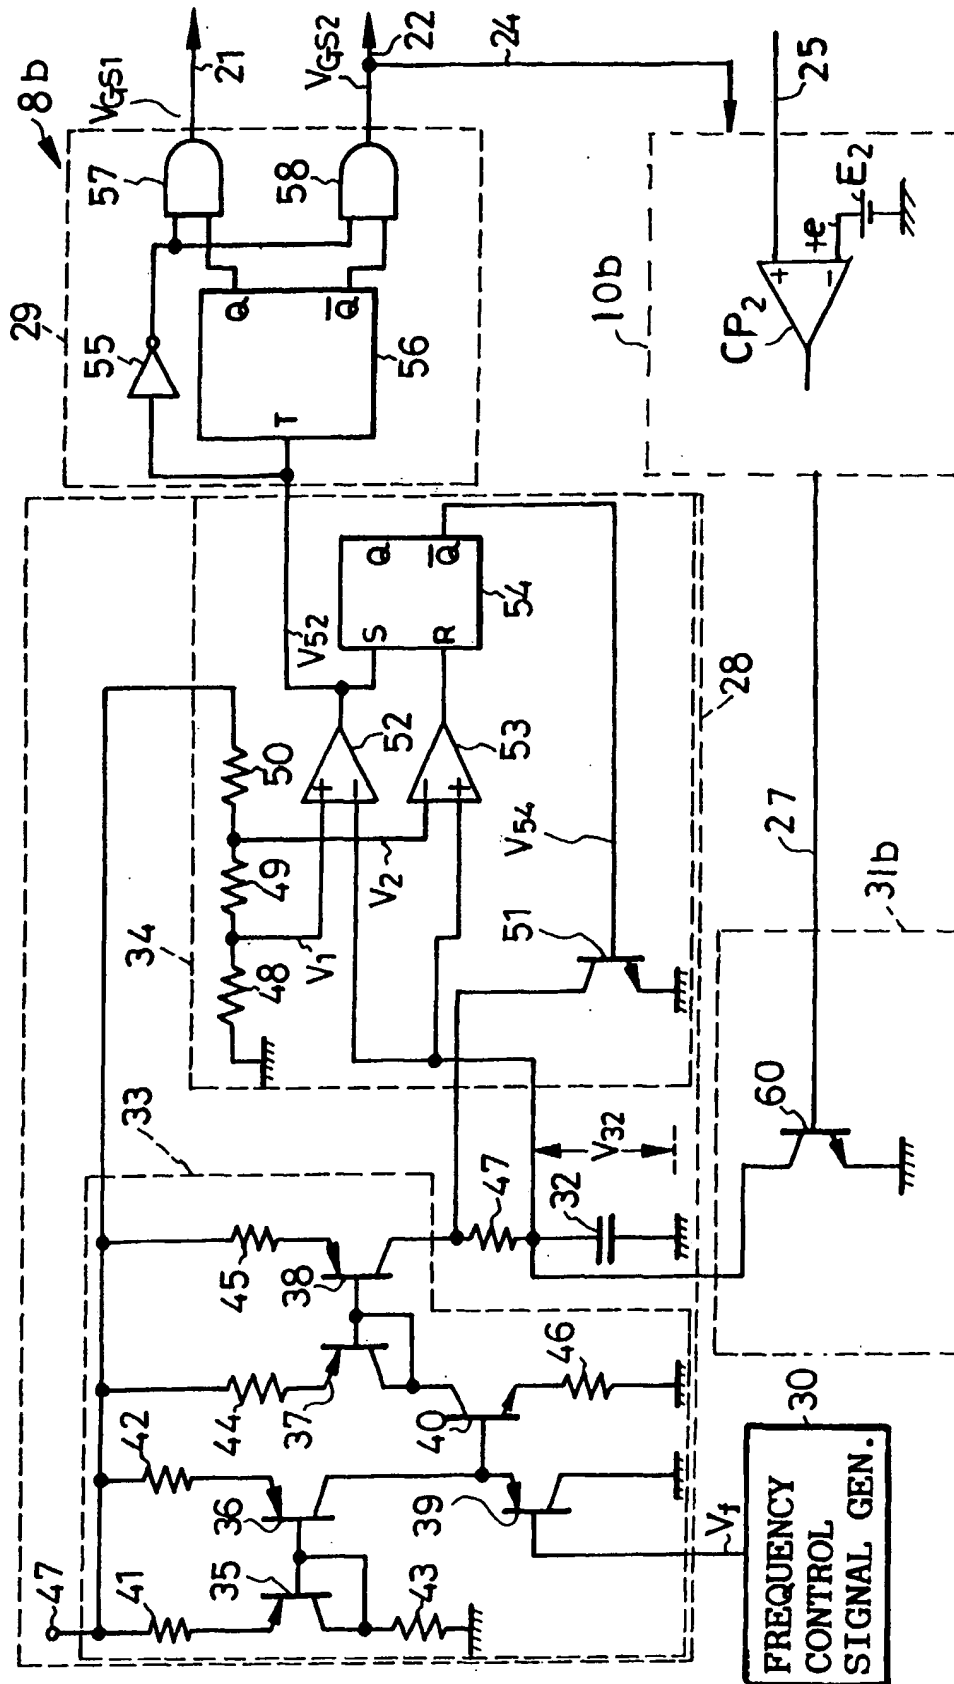 8b
29
VGS1
21
57
55
VGS2
22
58
24
Q
Q
T
56
25
10b
+
CP2
-
+e
E2
34
50
49
48
V1
V2
V52
52
53
+
-
-
+
S
R
Q
Q
54
V54
51
28
27
31b
60
33
47
41
42
44
45
35
36
37
38
43
39
40
46
47
32
V32
Vf
30
FREQUENCY
CONTROL
SIGNAL GEN.